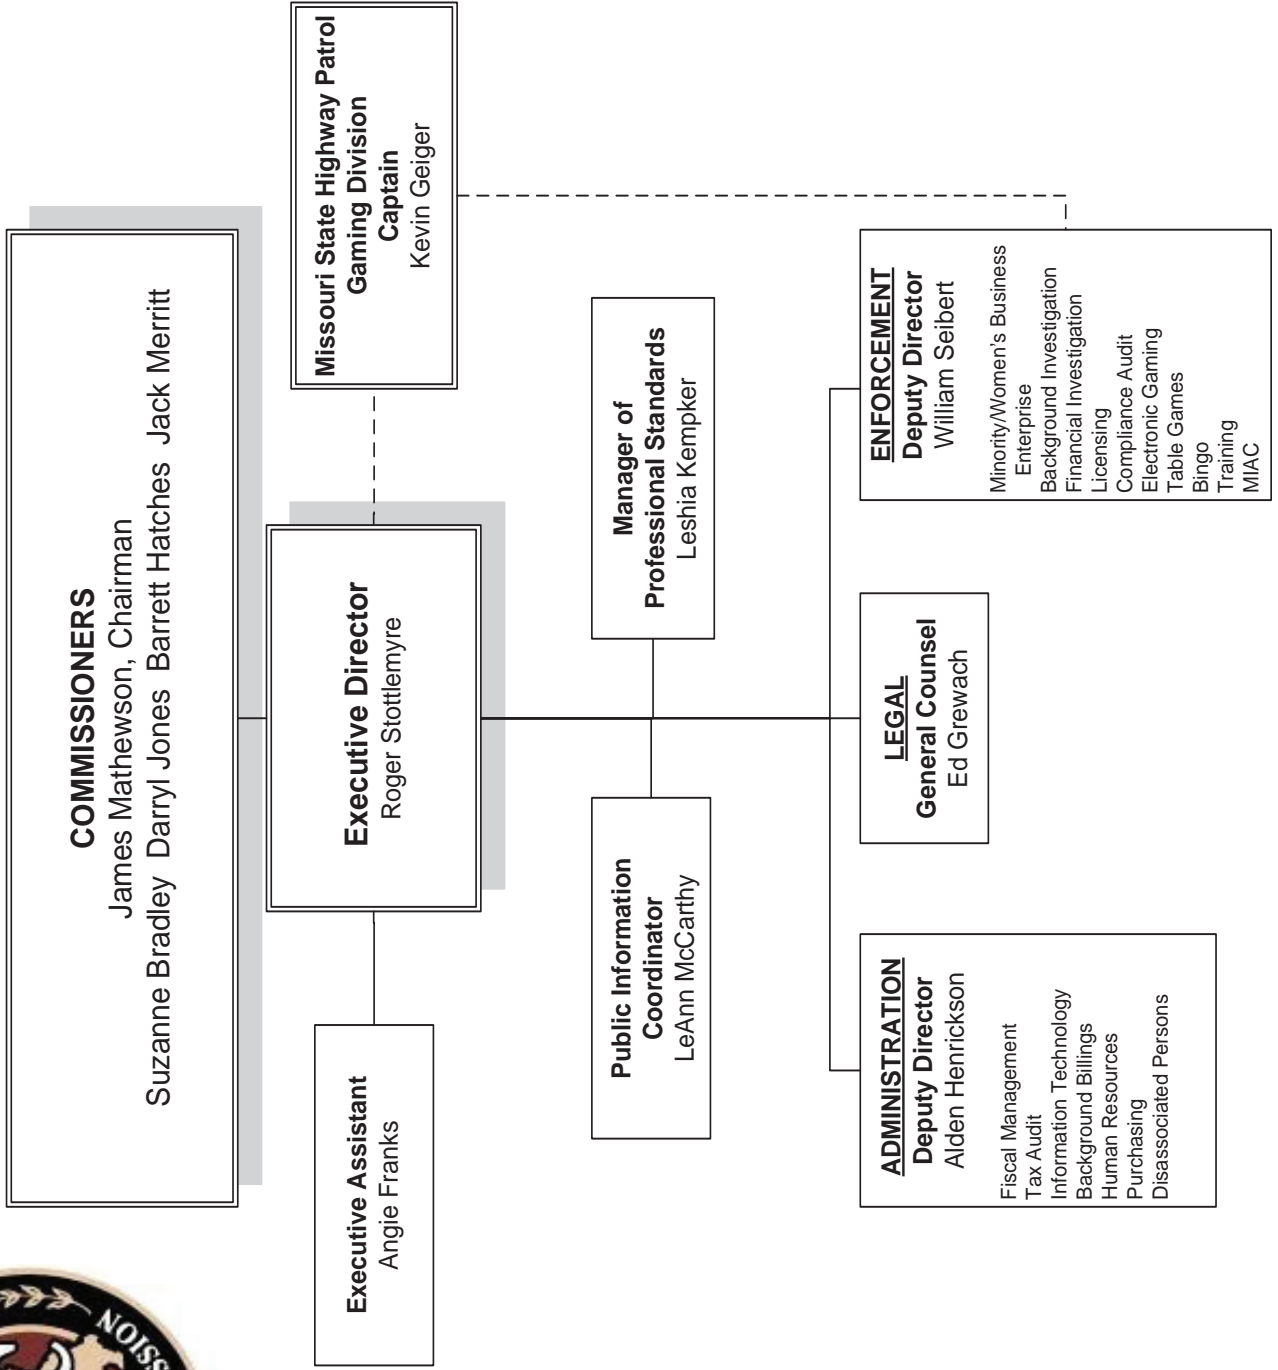 COMMISSIONERS
James Mathewson, Chairman
Suzanne Bradley Darryl Jones Barrett Hatches Jack Merritt
Executive Director
Roger Stottlemyre
Missouri State Highway Patrol
Gaming Division
Captain
Kevin Geiger
Executive Assistant
Angie Franks
Public Information
Coordinator
LeAnn McCarthy
Manager of
Professional Standards
Leshia Kempker
ADMINISTRATION
Deputy Director
Alden Henrickson
Fiscal Management
Tax Audit
Information Technology
Background Billings
Human Resources
Purchasing
Disassociated Persons
LEGAL
General Counsel
Ed Grewach
ENFORCEMENT
Deputy Director
William Seibert
Minority/Women's Business
Enterprise
Background Investigation
Financial Investigation
Licensing
Compliance Audit
Electronic Gaming
Table Games
Bingo
Training
MIAC